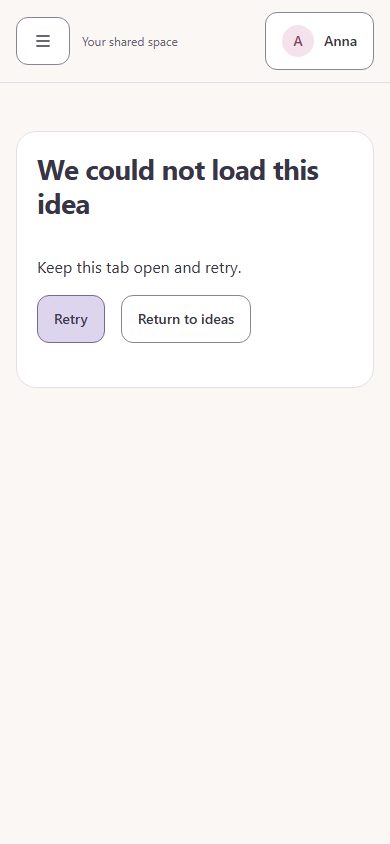 Your shared space
A
Anna
We could not load this
idea
Keep this tab open and retry.
Retry
Return to ideas